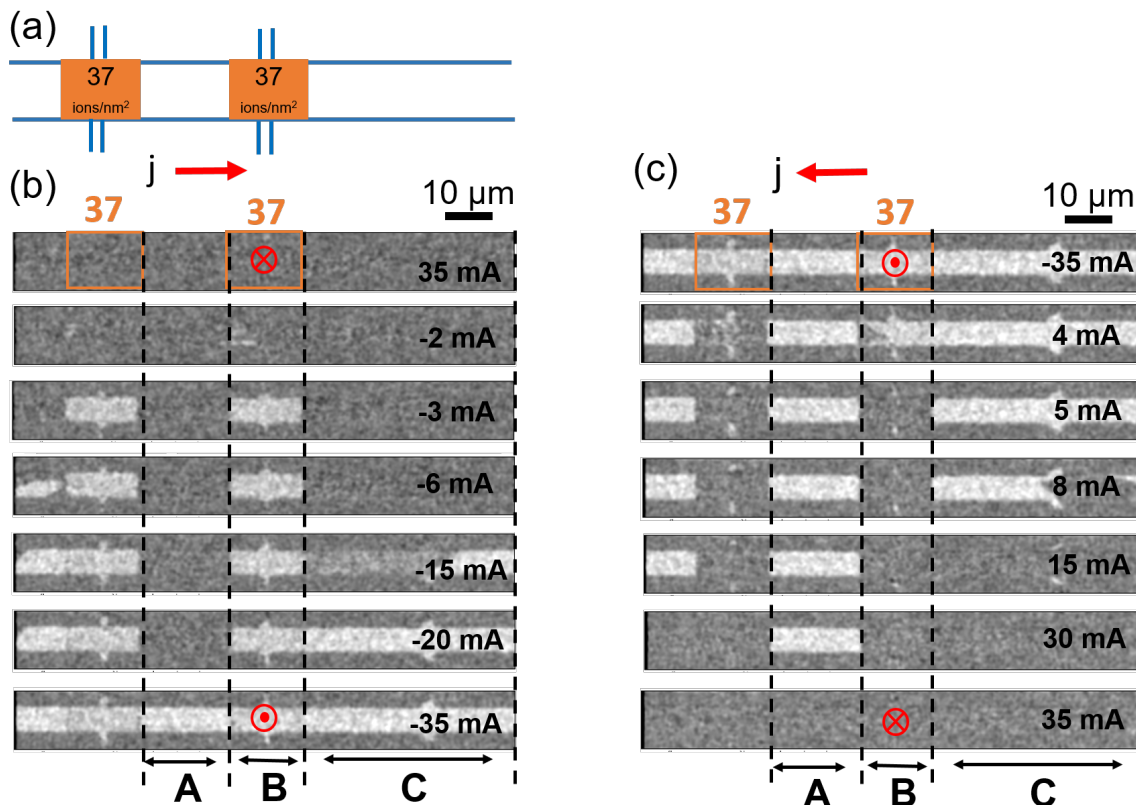 (a)
37
ions/nm²
37
ions/nm²
(b)
j
10 µm
37
37
35 mA
-2 mA
-3 mA
-6 mA
-15 mA
-20 mA
-35 mA
A
B
C
(c)
j
10 µm
37
37
-35 mA
4 mA
5 mA
8 mA
15 mA
30 mA
35 mA
A
B
C